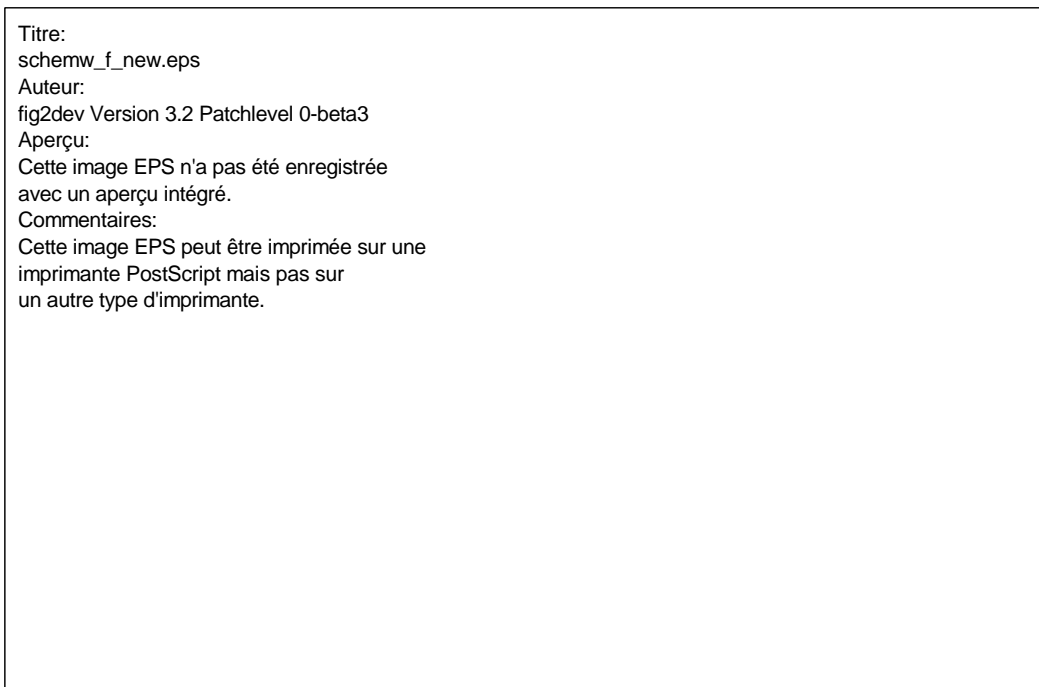 Titre:
schemw_f_new.eps
Auteur:
fig2dev Version 3.2 Patchlevel 0-beta3
Aperçu:
Cette image EPS n'a pas été enregistrée
avec un aperçu intégré.
Commentaires:
Cette image EPS peut être imprimée sur une
imprimante PostScript mais pas sur
un autre type d'imprimante.